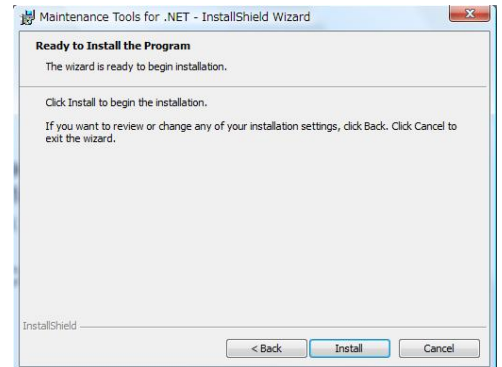 Maintenance Tools for .NET - InstallShield Wizard
Ready to Install the Program
The wizard is ready to begin installation.
Click Install to begin the installation.
If you want to review or change any of your installation settings, click Back. Click Cancel to
exit the wizard.
InstallShield
< Back Install Cancel